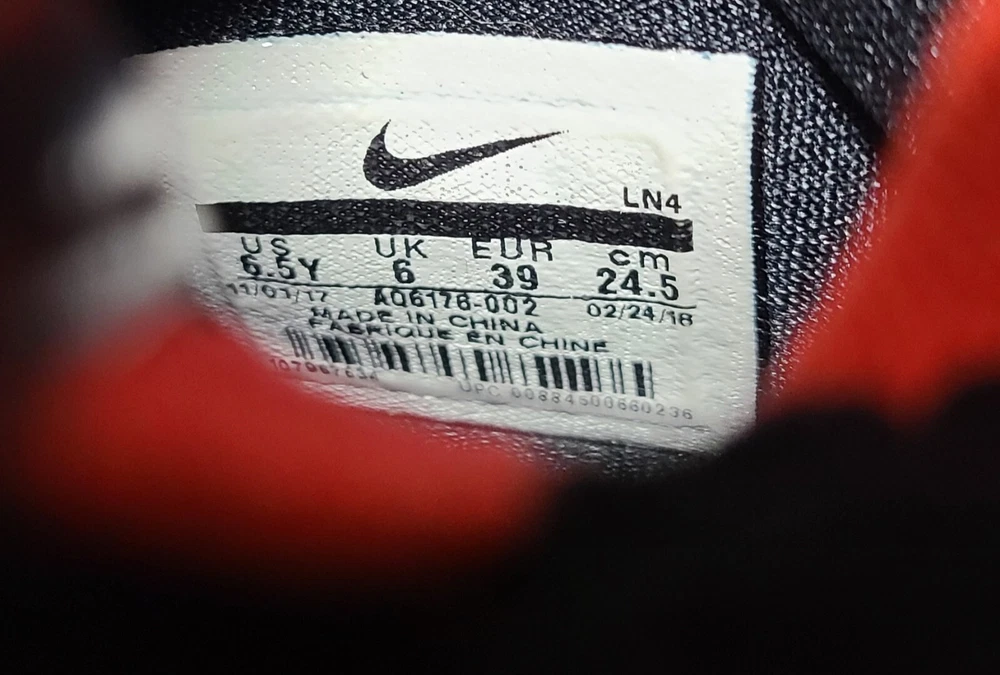 LN4
US UK EUR cm
6.5Y 6 39 24.5
11/01/17 AO6176-002 02/24/18
MADE IN CHINA
FABRIQUE EN CHINE
UPC 00884500660236